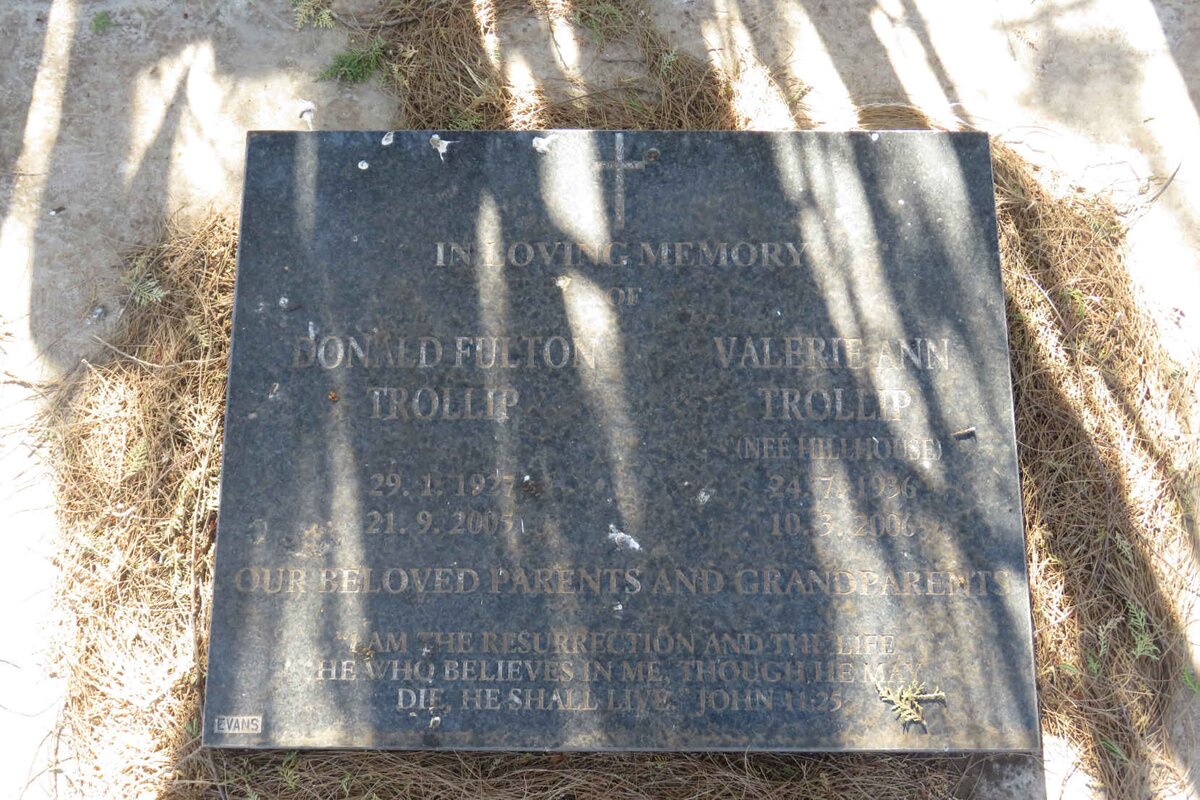 IN LOVING MEMORY
OF
DONALD FULTON
TROLLIP
29. 1. 1927
21. 9. 2005
VALERIE ANN
TROLLIP
(NEÉ HILLHOUSE)
24. 7. 1936
10. 3. 2006
OUR BELOVED PARENTS AND GRANDPARENTS
"I AM THE RESURRECTION AND THE LIFE
HE WHO BELIEVES IN ME, THOUGH HE MAY
DIE, HE SHALL LIVE. JOHN 11:25
EVANS